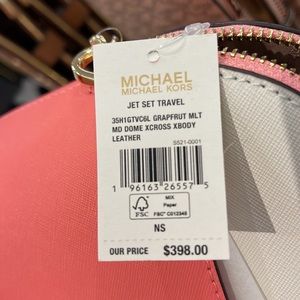 MICHAEL
MICHAEL KORS
JET SET TRAVEL
35H1GTVC6L GRAPFRUT MLT
MD DOME XCROSS XBODY
LEATHER
S521-0001
1 96163 26557 5
FSC
MIX
Paper
FSC® C012345
NS
OUR PRICE $398.00